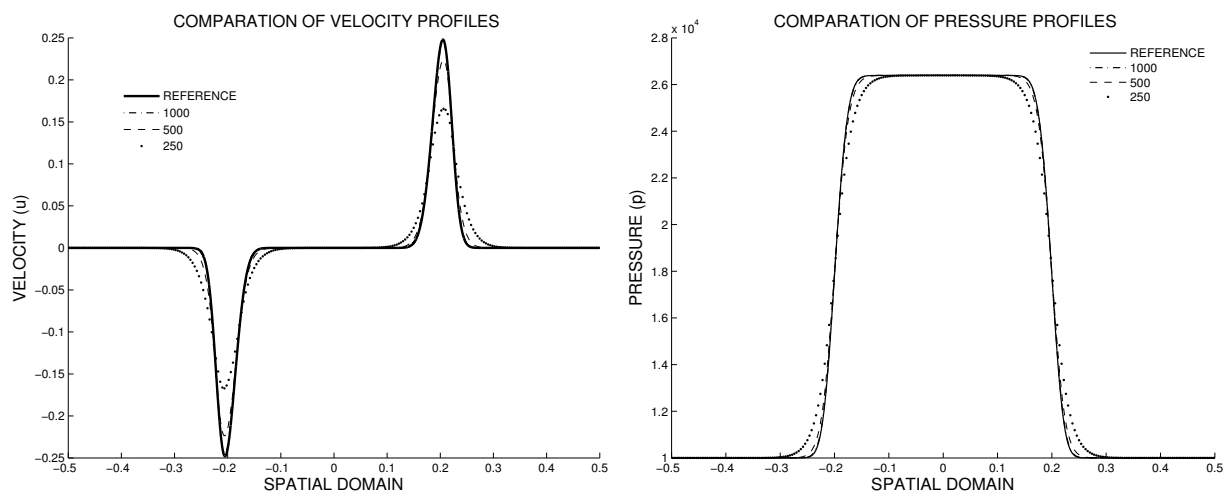 COMPARATION OF VELOCITY PROFILES
0.25
0.2
0.15
0.1
0.05
0
−0.05
−0.1
−0.15
−0.2
−0.25
VELOCITY (u)
REFERENCE
1000
500
250
−0.5 −0.4 −0.3 −0.2 −0.1 0 0.1 0.2 0.3 0.4 0.5
SPATIAL DOMAIN
COMPARATION OF PRESSURE PROFILES
x 10⁴
2.8
2.6
2.4
2.2
2
1.8
1.6
1.4
1.2
1
PRESSURE (p)
REFERENCE
1000
500
250
−0.5 −0.4 −0.3 −0.2 −0.1 0 0.1 0.2 0.3 0.4 0.5
SPATIAL DOMAIN